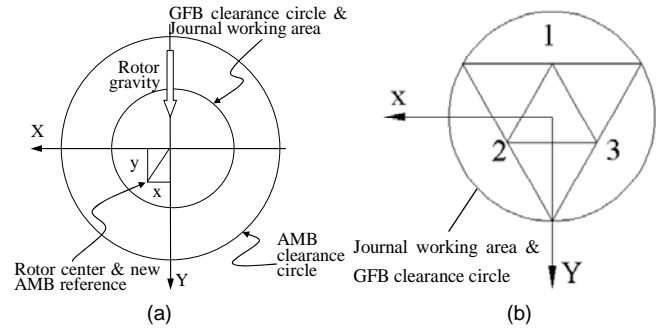 GFB clearance circle &
Journal working area
Rotor
gravity
X
y
x
Rotor center & new
AMB reference
Y
AMB
clearance
circle
(a)
1
X
2
3
Journal working area &
GFB clearance circle
Y
(b)